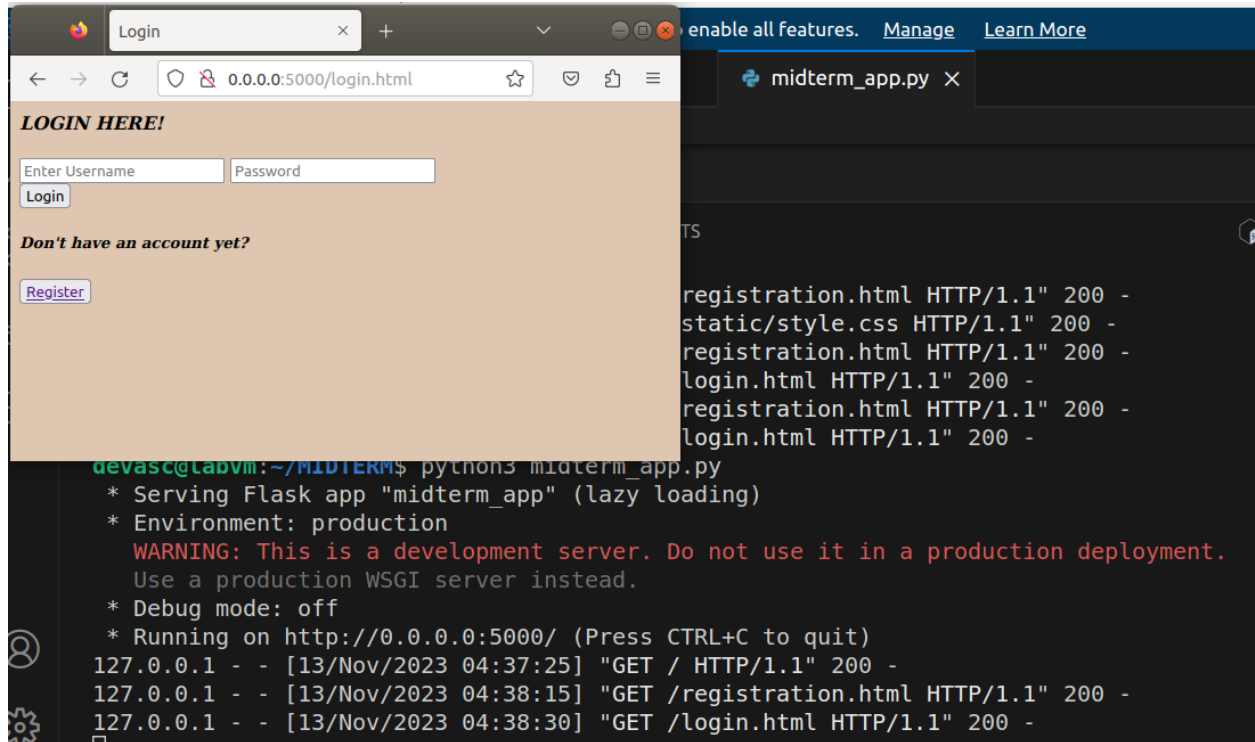 Login
enable all features. Manage Learn More
0.0.0.0:5000/login.html
midterm_app.py
LOGIN HERE!
Enter Username Password
Login
Don't have an account yet?
Register
TS
registration.html HTTP/1.1" 200 -
static/style.css HTTP/1.1" 200 -
registration.html HTTP/1.1" 200 -
login.html HTTP/1.1" 200 -
registration.html HTTP/1.1" 200 -
login.html HTTP/1.1" 200 -
devasc@labvm:~/MIDTERM$ python3 midterm_app.py
* Serving Flask app "midterm_app" (lazy loading)
* Environment: production
WARNING: This is a development server. Do not use it in a production deployment.
Use a production WSGI server instead.
* Debug mode: off
* Running on http://0.0.0.0:5000/ (Press CTRL+C to quit)
127.0.0.1 - - [13/Nov/2023 04:37:25] "GET / HTTP/1.1" 200 -
127.0.0.1 - - [13/Nov/2023 04:38:15] "GET /registration.html HTTP/1.1" 200 -
127.0.0.1 - - [13/Nov/2023 04:38:30] "GET /login.html HTTP/1.1" 200 -